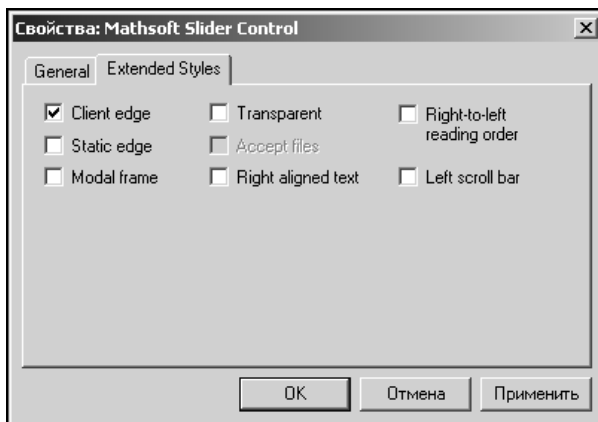 Свойства: Mathsoft Slider Control
General Extended Styles
Client edge Transparent Right-to-left
reading order
Static edge Accept files
Modal frame Right aligned text Left scroll bar
OK Отмена Применить